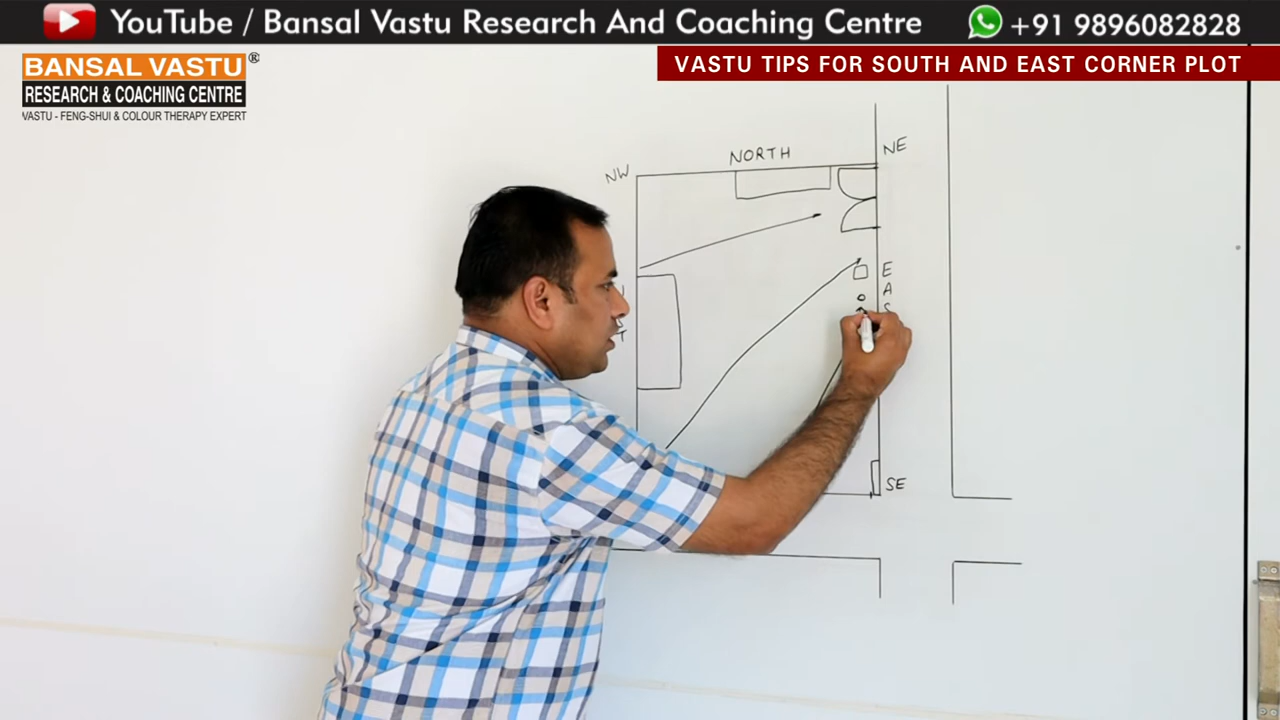 YouTube / Bansal Vastu Research And Coaching Centre
+91 9896082828
BANSAL VASTU®
RESEARCH & COACHING CENTRE
VASTU - FENG-SHUI & COLOUR THERAPY EXPERT
VASTU TIPS FOR SOUTH AND EAST CORNER PLOT
NE
NORTH
NW
E
A
S
T
SE